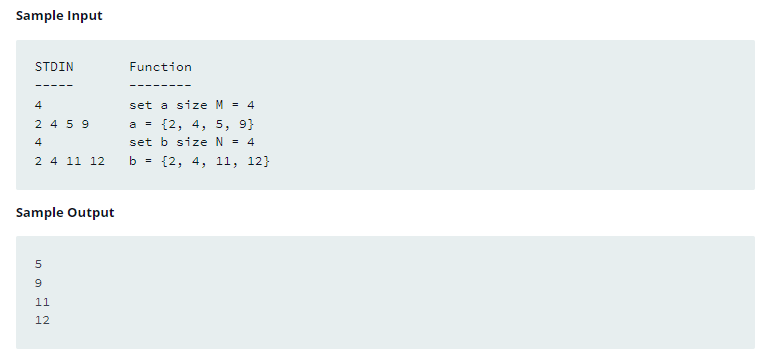 Sample Input
STDIN       Function
-----       --------
4           set a size M = 4
2 4 5 9     a = {2, 4, 5, 9}
4           set b size N = 4
2 4 11 12   b = {2, 4, 11, 12}
Sample Output
5
9
11
12